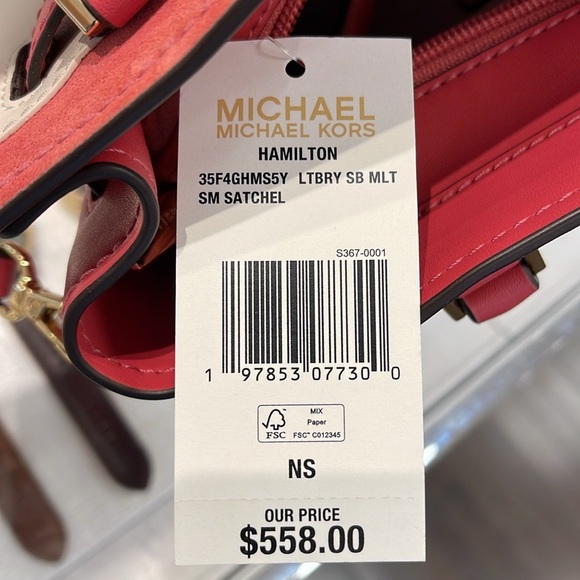 MICHAEL
MICHAEL KORS
HAMILTON
35F4GHMS5Y LTBRY SB MLT
SM SATCHEL
S367-0001
1 97853 07730 0
FSC
MIX
Paper
FSC™ C012345
NS
OUR PRICE
$558.00